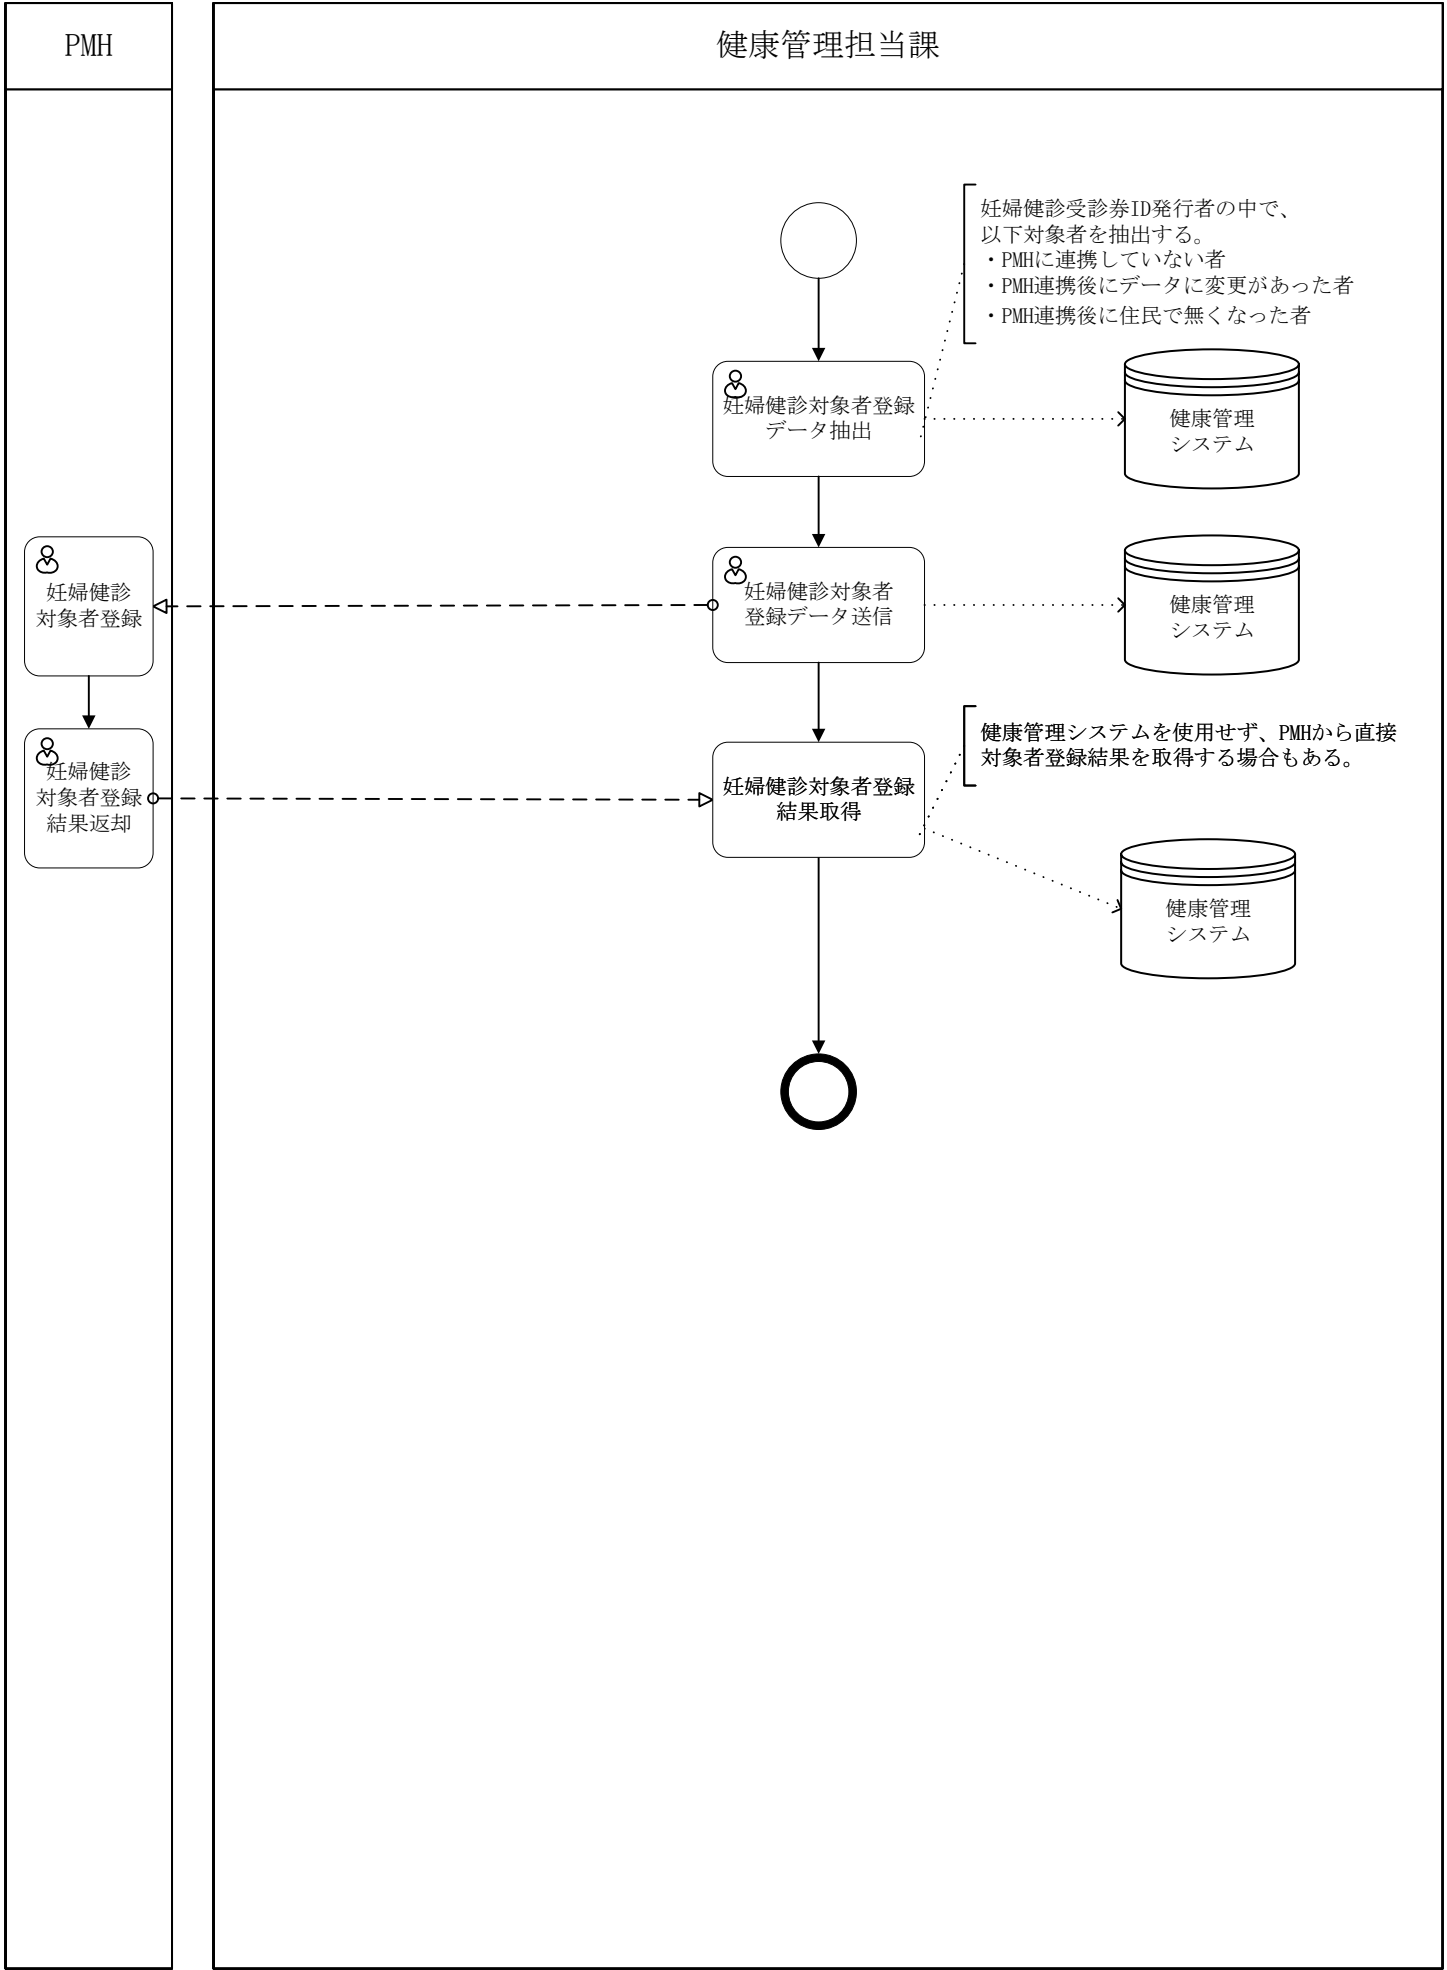 PMH
健康管理担当課
妊婦健診受診券ID発行者の中で、
以下対象者を抽出する。
・PMHに連携していない者
・PMH連携後にデータに変更があった者
・PMH連携後に住民で無くなった者
妊婦健診対象者登録
データ抽出
健康管理
システム
妊婦健診
対象者登録
妊婦健診対象者
登録データ送信
健康管理
システム
健康管理システムを使用せず、PMHから直接
対象者登録結果を取得する場合もある。
妊婦健診
対象者登録
結果返却
妊婦健診対象者登録
結果取得
健康管理
システム